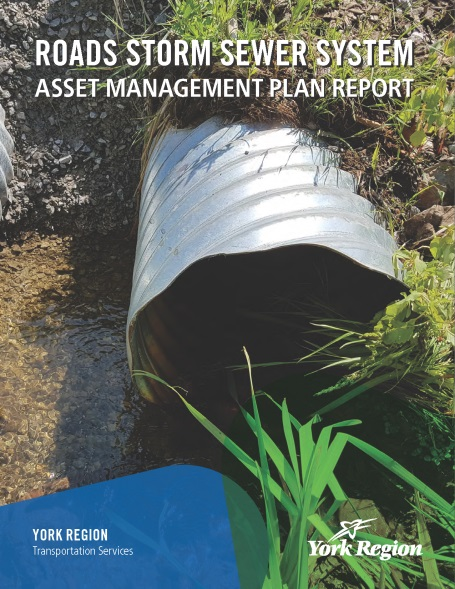 ROADS STORM SEWER SYSTEM
ASSET MANAGEMENT PLAN REPORT
YORK REGION
Transportation Services
York Region